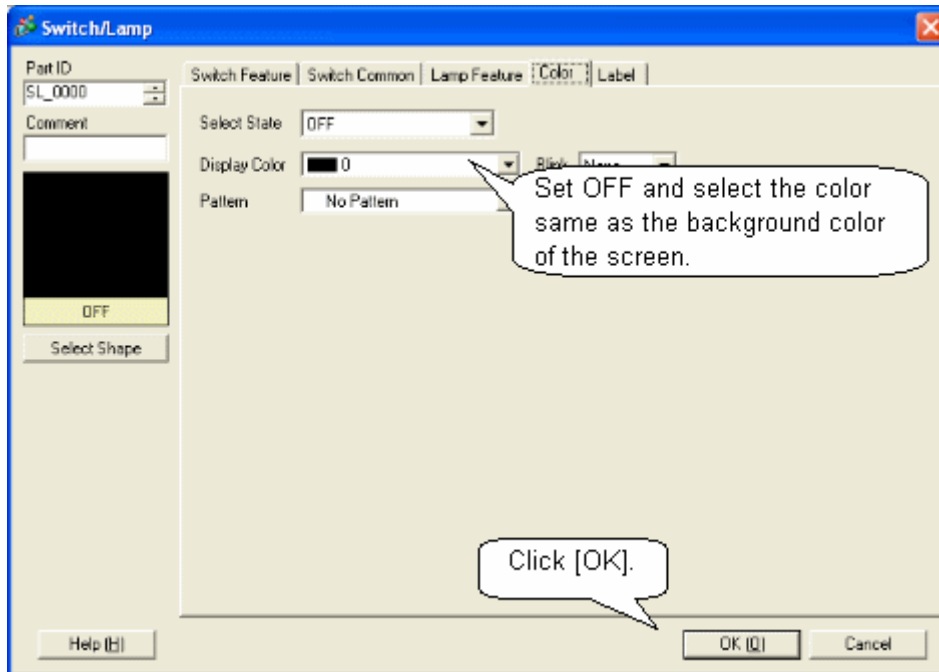 Switch/Lamp
Part ID
SL_0000
Comment
OFF
Select Shape
Switch Feature Switch Common Lamp Feature Color Label
Select State OFF
Display Color 0 Blink None
Pattern No Pattern
Set OFF and select the color
same as the background color
of the screen.
Click [OK].
Help (H) OK (O) Cancel